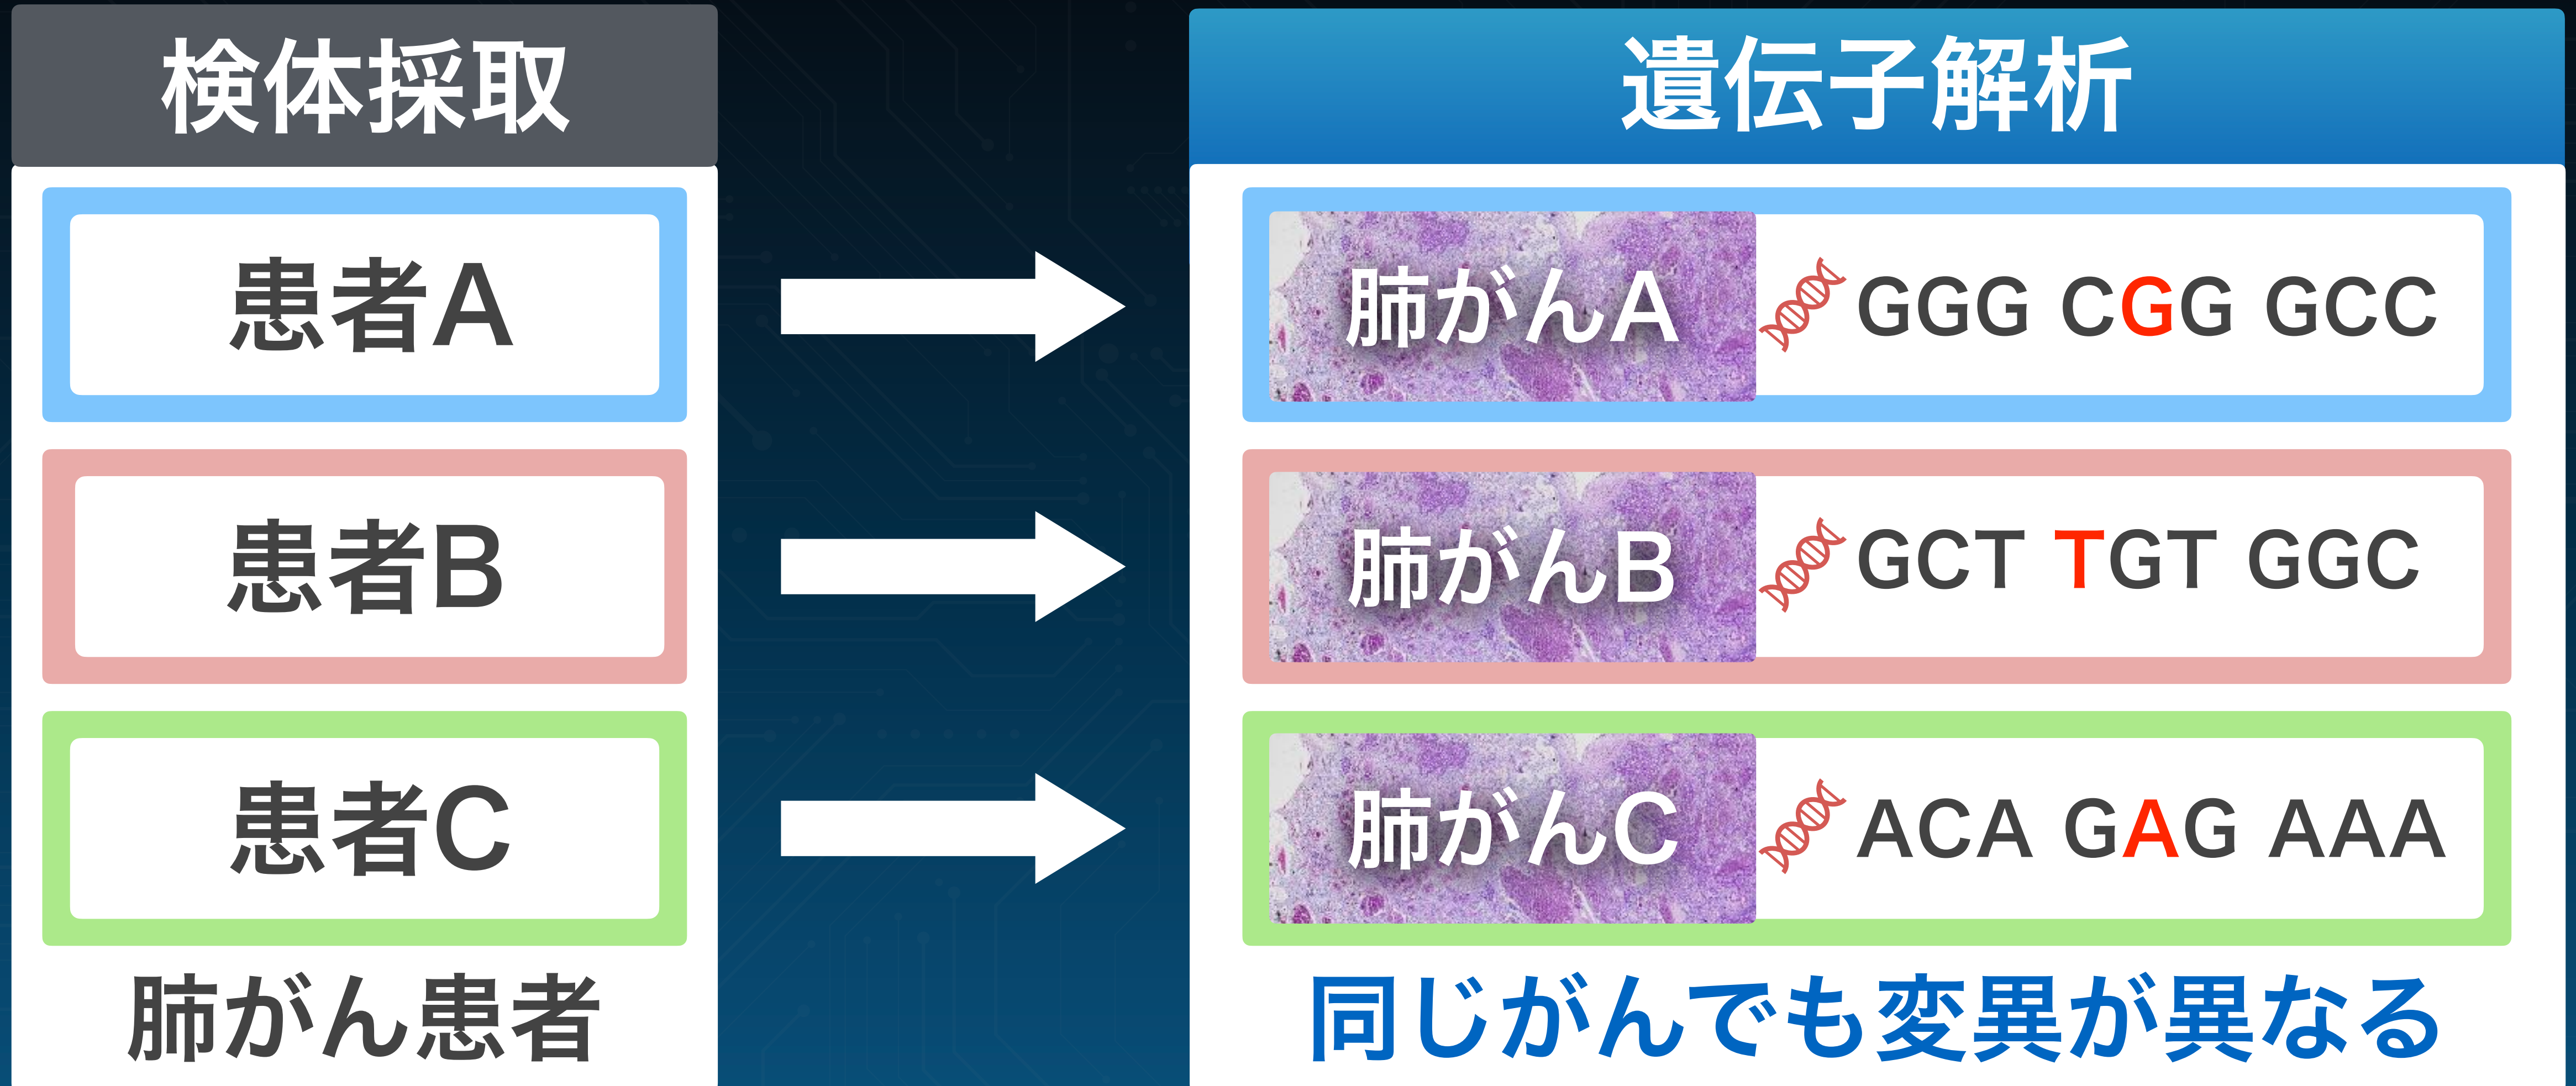 検体採取
患者A
患者B
患者C
肺がん患者
遺伝子解析
肺がんA GGG CGG GCC
肺がんB GCT TGT GGC
肺がんC ACA GAG AAA
同じがんでも変異が異なる